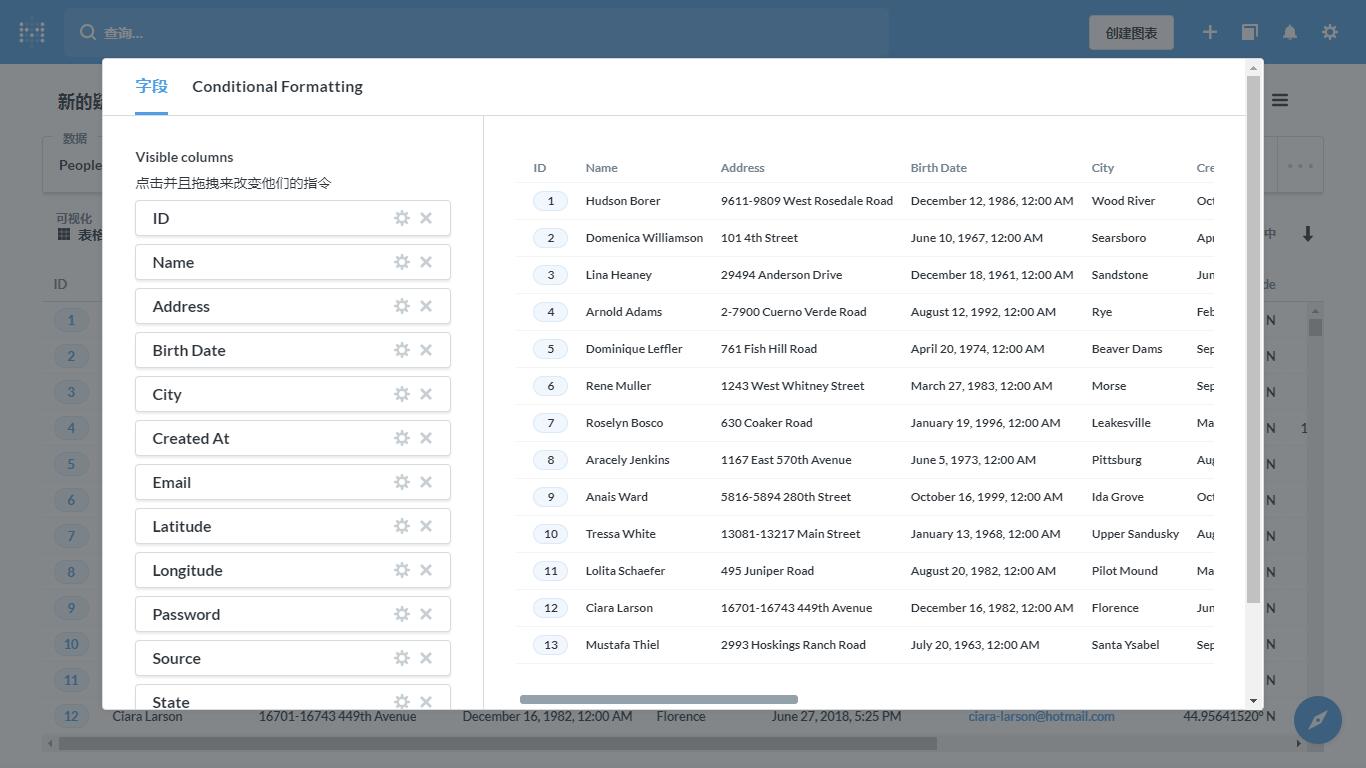 查询...
创建图表
字段 Conditional Formatting
新的
数据
People
可视化
表格
中
ID
Visible columns
点击并且拖拽来改变他们的指令
ID
Name
Address
Birth Date
City
Created At
Email
Latitude
Longitude
Password
Source
State
ID Name Address Birth Date City Cre
1 Hudson Borer 9611-9809 West Rosedale Road December 12, 1986, 12:00 AM Wood River Oct
2 Domenica Williamson 101 4th Street June 10, 1967, 12:00 AM Searsboro Apr
3 Lina Heaney 29494 Anderson Drive December 18, 1961, 12:00 AM Sandstone Jun
4 Arnold Adams 2-7900 Cuerno Verde Road August 12, 1992, 12:00 AM Rye Feb
5 Dominique Leffler 761 Fish Hill Road April 20, 1974, 12:00 AM Beaver Dams Sep
6 Rene Muller 1243 West Whitney Street March 27, 1983, 12:00 AM Morse Sep
7 Roselyn Bosco 630 Coaker Road January 19, 1996, 12:00 AM Leakesville Ma
8 Aracely Jenkins 1167 East 570th Avenue June 5, 1973, 12:00 AM Pittsburg Aug
9 Anais Ward 5816-5894 280th Street October 16, 1999, 12:00 AM Ida Grove Oct
10 Tressa White 13081-13217 Main Street January 13, 1968, 12:00 AM Upper Sandusky Aug
11 Lolita Schaefer 495 Juniper Road August 20, 1982, 12:00 AM Pilot Mound Ma
12 Ciara Larson 16701-16743 449th Avenue December 16, 1982, 12:00 AM Florence Jun
13 Mustafa Thiel 2993 Hoskings Ranch Road July 20, 1963, 12:00 AM Santa Ysabel Sep
de
1 N
2 N
3 N
4 N 1
5 N
6 N
7 N
8 N
9 N
10 N
11 N
12 Ciara Larson 16701-16743 449th Avenue December 16, 1982, 12:00 AM Florence June 27, 2018, 5:25 PM ciara-larson@hotmail.com 44.95641520° N